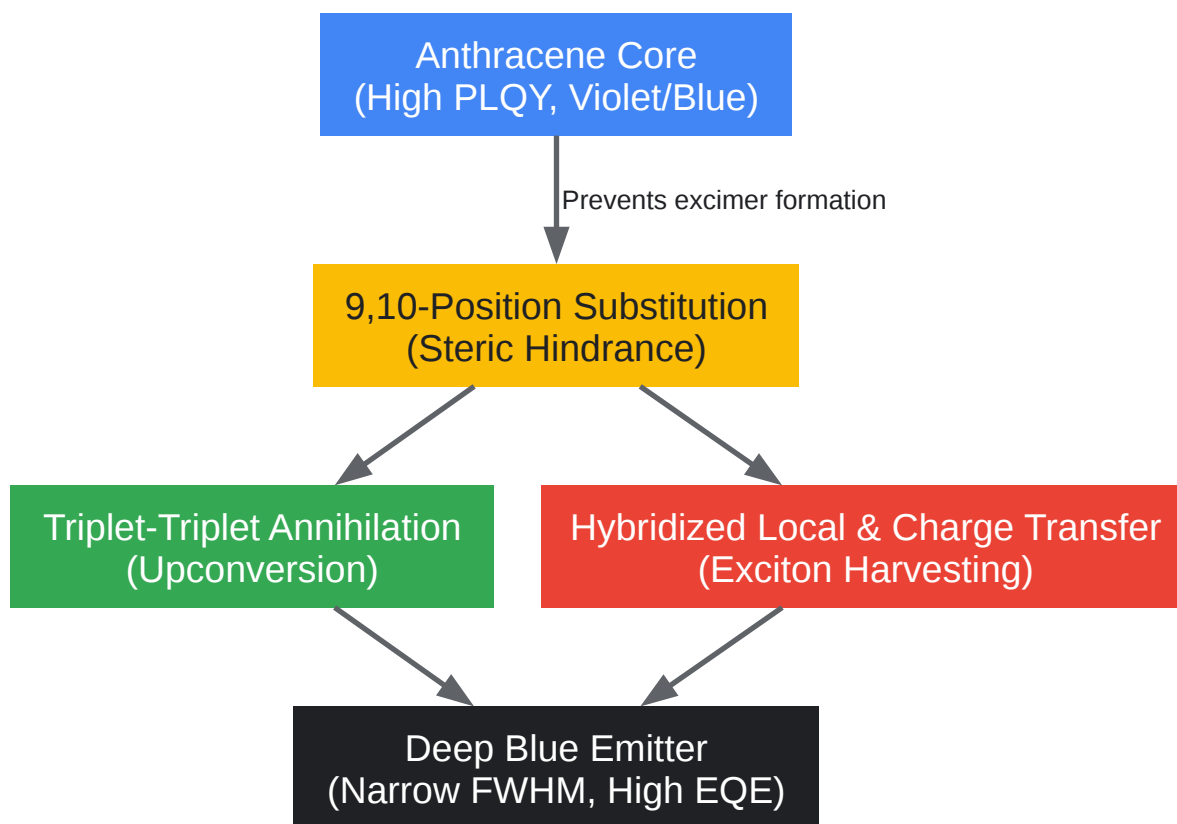 Anthracene Core
(High PLQY, Violet/Blue)
Prevents excimer formation
9,10-Position Substitution
(Steric Hindrance)
Triplet-Triplet Annihilation
(Upconversion)
Hybridized Local & Charge Transfer
(Exciton Harvesting)
Deep Blue Emitter
(Narrow FWHM, High EQE)